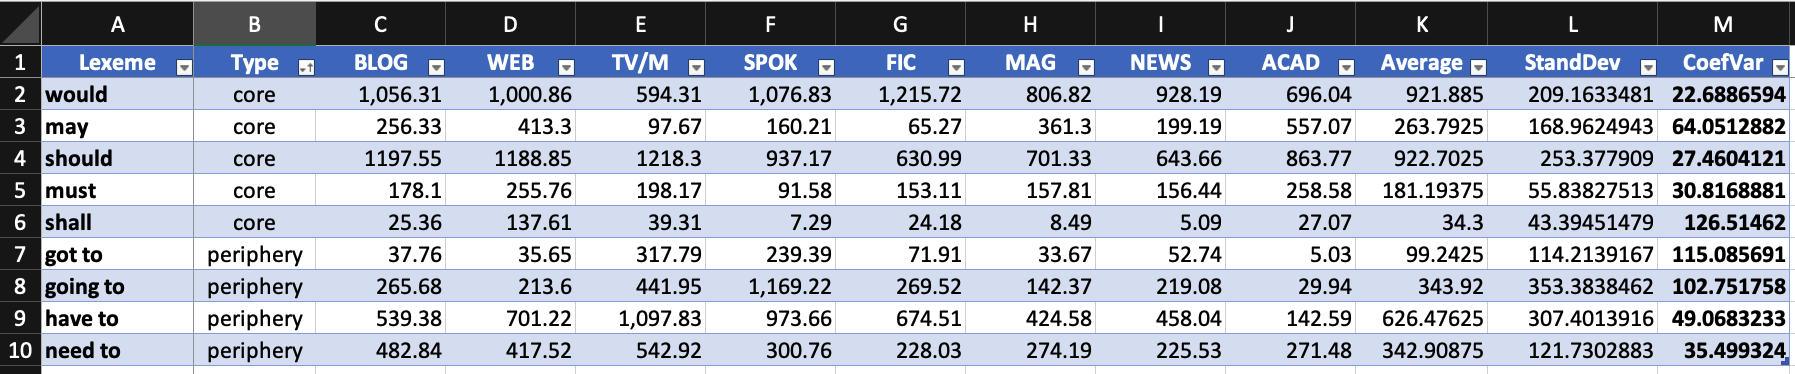 A B C D E F G H I J K L M
1 Lexeme Type BLOG WEB TV/M SPOK FIC MAG NEWS ACAD Average StandDev CoefVar
2 would core 1,056.31 1,000.86 594.31 1,076.83 1,215.72 806.82 928.19 696.04 921.885 209.1633481 22.6886594
3 may core 256.33 413.3 97.67 160.21 65.27 361.3 199.19 557.07 263.7925 168.9624943 64.0512882
4 should core 1197.55 1188.85 1218.3 937.17 630.99 701.33 643.66 863.77 922.7025 253.377909 27.4604121
5 must core 178.1 255.76 198.17 91.58 153.11 157.81 156.44 258.58 181.19375 55.83827513 30.8168881
6 shall core 25.36 137.61 39.31 7.29 24.18 8.49 5.09 27.07 34.3 43.39451479 126.51462
7 got to periphery 37.76 35.65 317.79 239.39 71.91 33.67 52.74 5.03 99.2425 114.2139167 115.085691
8 going to periphery 265.68 213.6 441.95 1,169.22 269.52 142.37 219.08 29.94 343.92 353.3838462 102.751758
9 have to periphery 539.38 701.22 1,097.83 973.66 674.51 424.58 458.04 142.59 626.47625 307.4013916 49.0683233
10 need to periphery 482.84 417.52 542.92 300.76 228.03 274.19 225.53 271.48 342.90875 121.7302883 35.499324